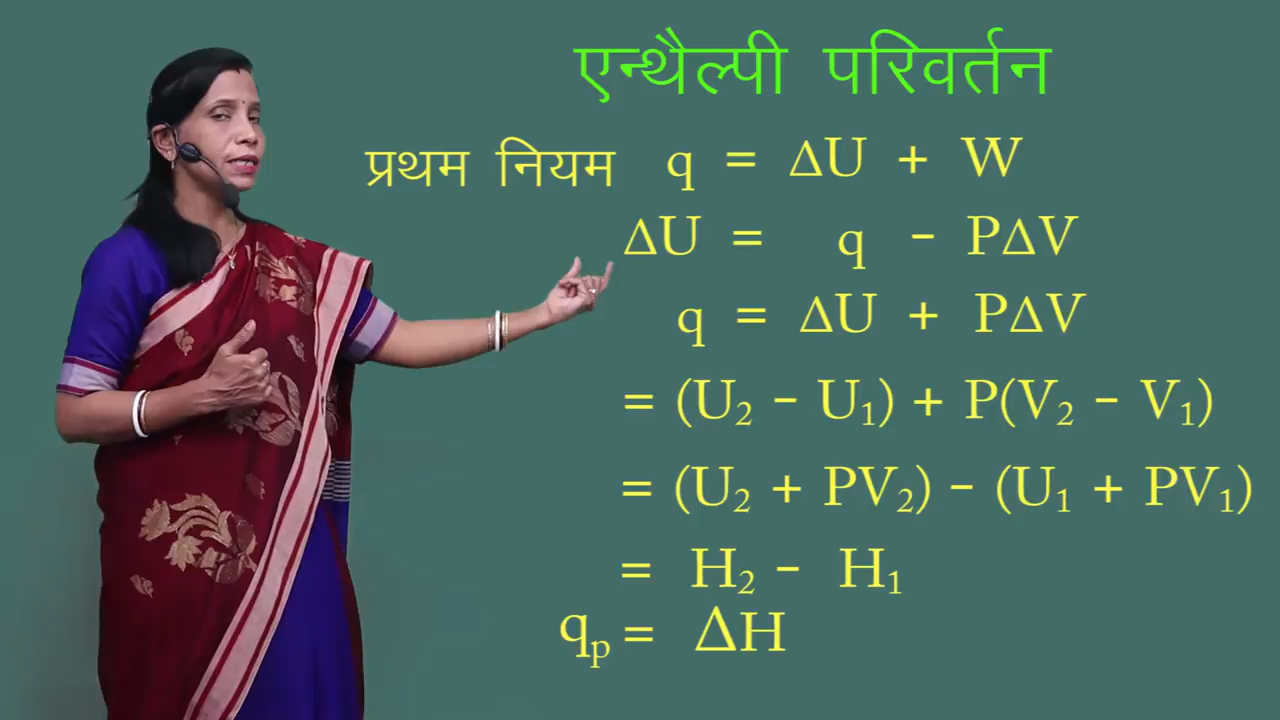 एन्थैल्पी परिवर्तन
प्रथम नियम q = ΔU + W
ΔU = q - PΔV
q = ΔU + PΔV
= (U₂ - U₁) + P(V₂ - V₁)
= (U₂ + PV₂) - (U₁ + PV₁)
= H₂ - H₁
qₚ = ΔH